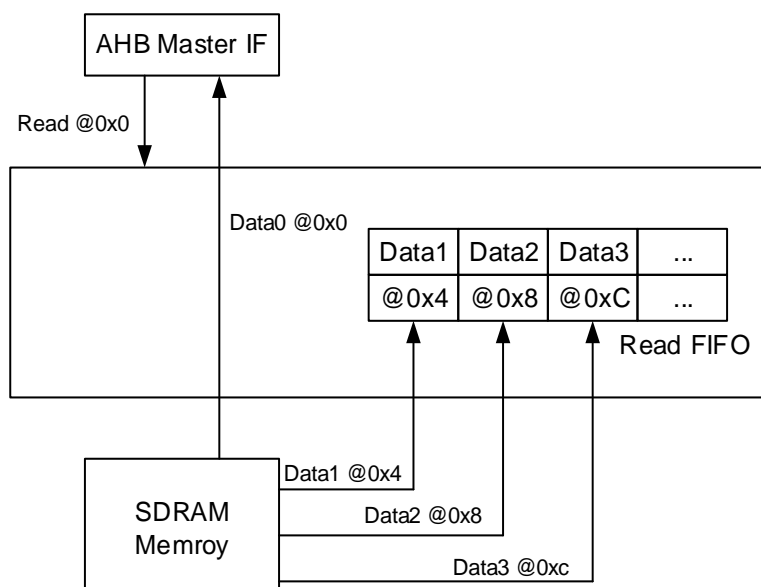 AHB Master IF
Read @0x0
Data0 @0x0
Data1 Data2 Data3 ...
@0x4 @0x8 @0xC ...
Read FIFO
Data1 @0x4
SDRAM
Memroy
Data2 @0x8
Data3 @0xc